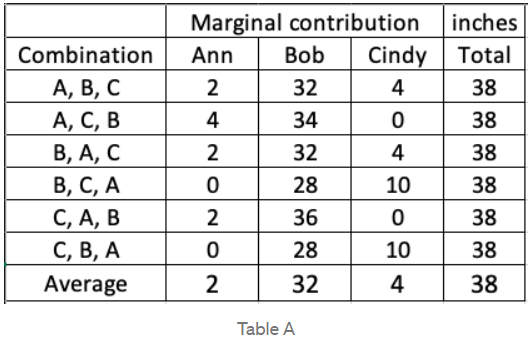 Marginal contribution inches
Combination Ann Bob Cindy Total
A, B, C 2 32 4 38
A, C, B 4 34 0 38
B, A, C 2 32 4 38
B, C, A 0 28 10 38
C, A, B 2 36 0 38
C, B, A 0 28 10 38
Average 2 32 4 38
Table A